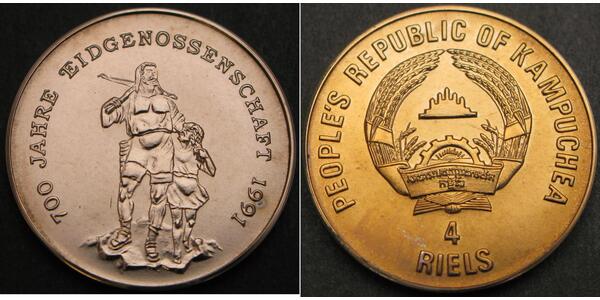 700 JAHRE EIDGENOSSENSCHAFT 1991
PEOPLE'S REPUBLIC OF KAMPUCHEA
4
RIELS